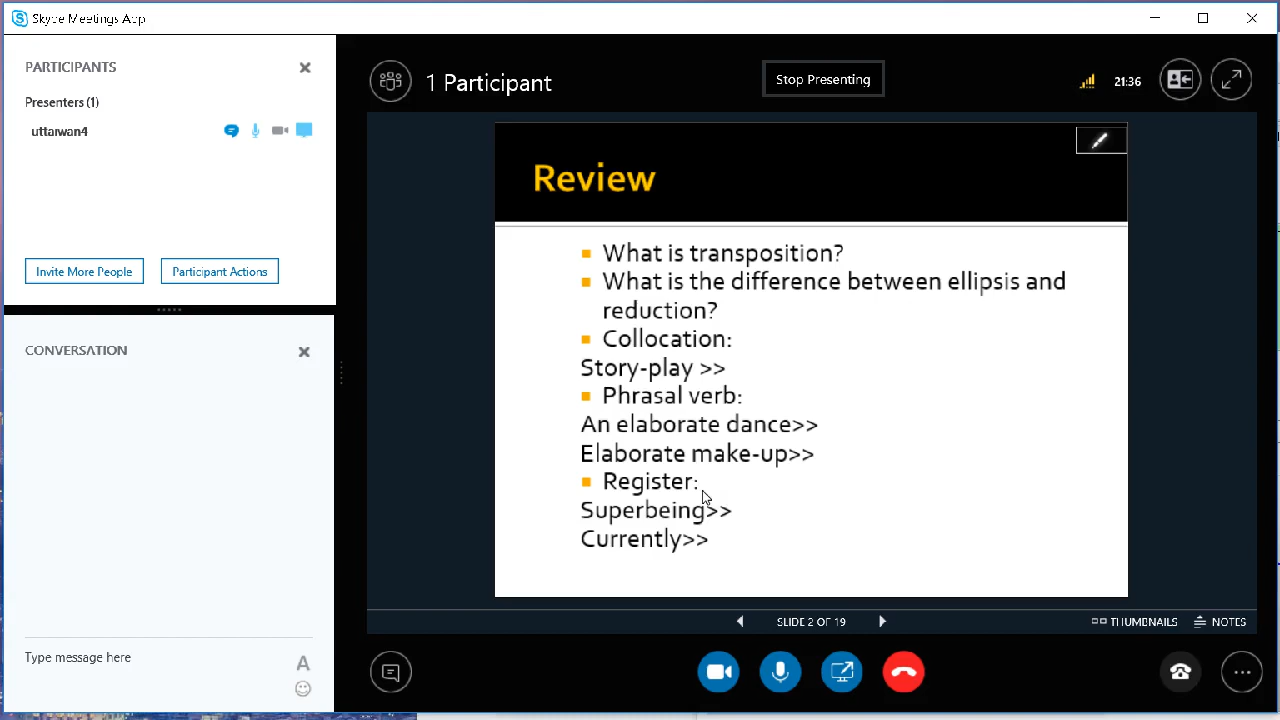 Skype Meetings App
PARTICIPANTS
Presenters (1)
uttaiwan4
Invite More People
Participant Actions
CONVERSATION
Type message here
A
1 Participant
Stop Presenting
21:36
Review
What is transposition?
What is the difference between ellipsis and
reduction?
Collocation:
Story-play >>
Phrasal verb:
An elaborate dance>>
Elaborate make-up>>
Register:
Superbeing>>
Currently>>
SLIDE 2 OF 19
THUMBNAILS
NOTES